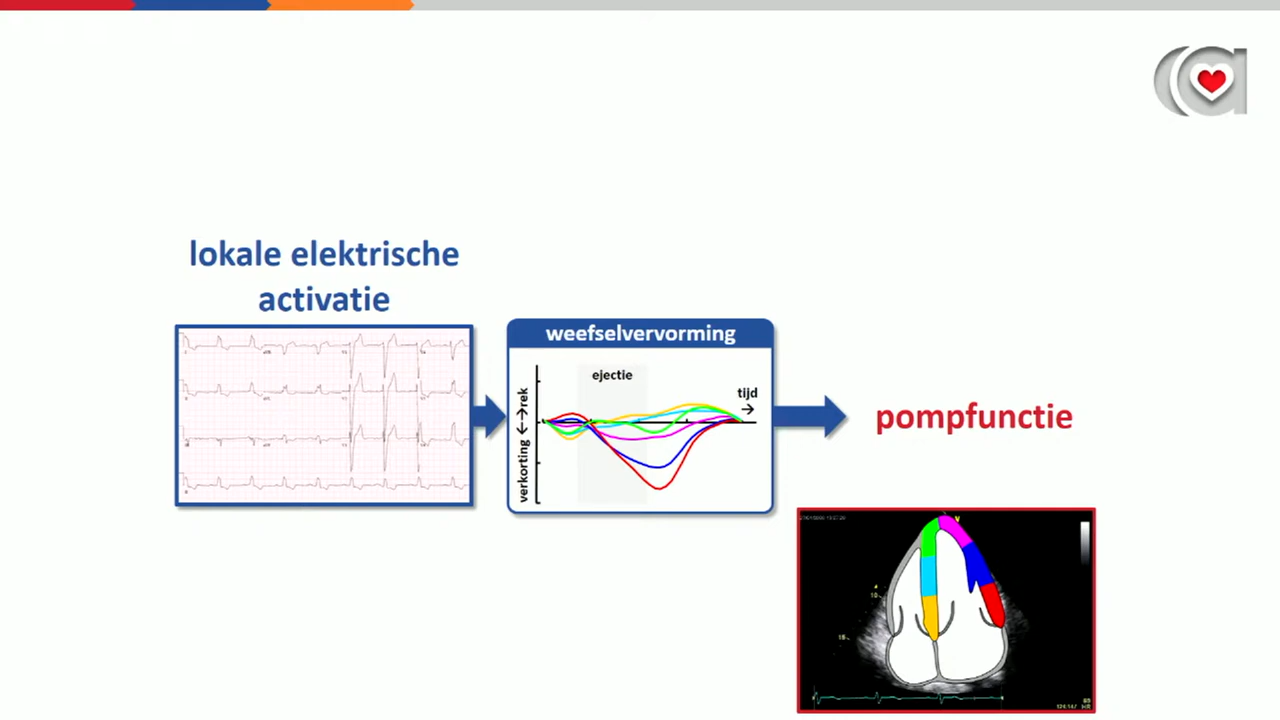 lokale elektrische
activatie
weefselvervorming
ejectie
tijd
→
verkorting ←→ rek
pompfunctie
V